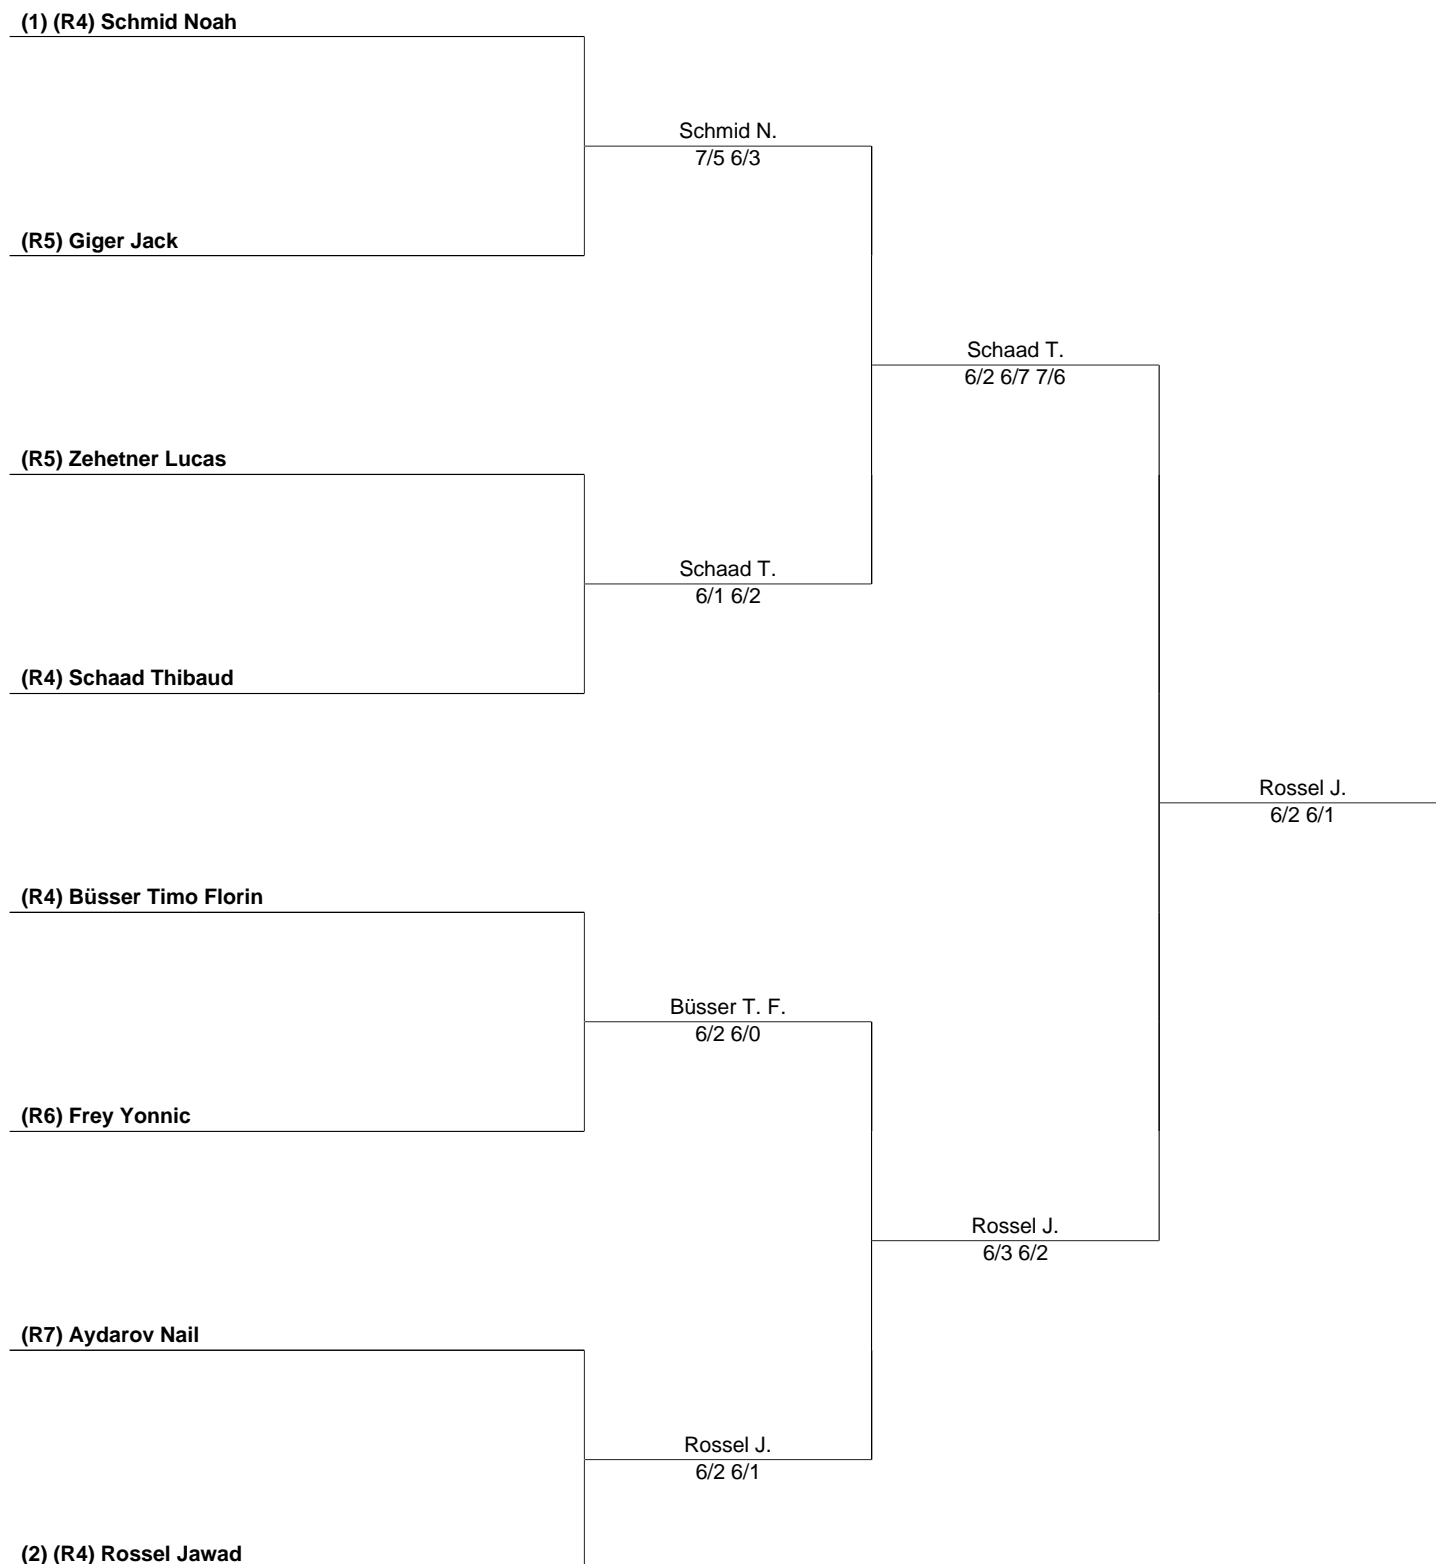 (1) (R4) Schmid Noah
Schmid N.
7/5 6/3
(R5) Giger Jack
Schaad T.
6/2 6/7 7/6
(R5) Zehetner Lucas
Schaad T.
6/1 6/2
(R4) Schaad Thibaud
Rossel J.
6/2 6/1
(R4) Büsser Timo Florin
Büsser T. F.
6/2 6/0
(R6) Frey Yonnic
Rossel J.
6/3 6/2
(R7) Aydarov Nail
Rossel J.
6/2 6/1
(2) (R4) Rossel Jawad